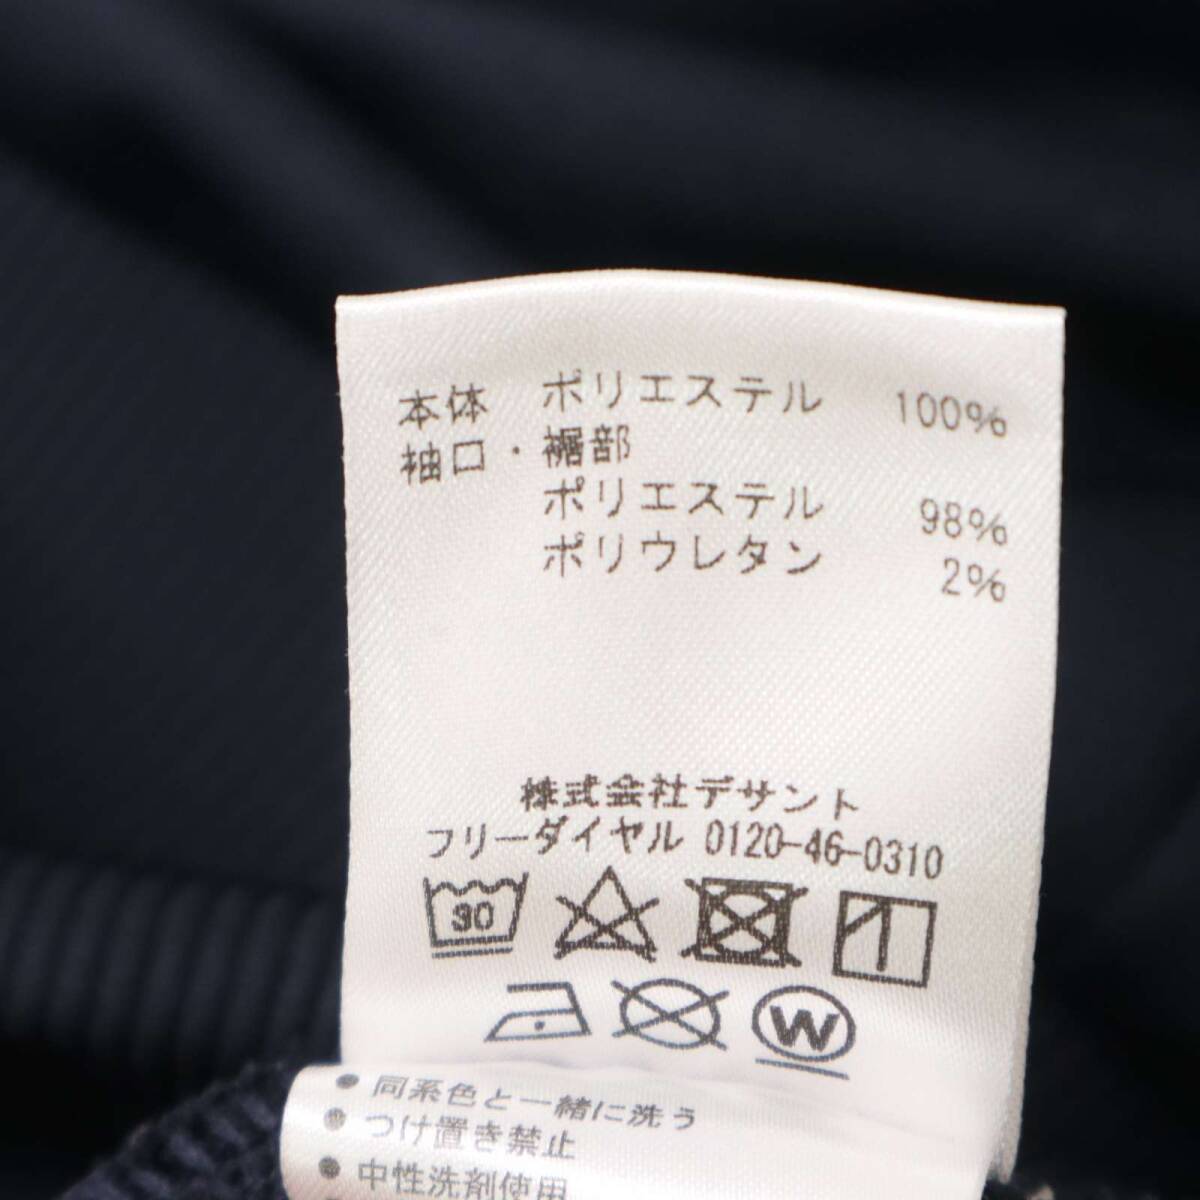 本体 ポリエステル 100%
袖口・裾部
ポリエステル 98%
ポリウレタン 2%
株式会社デサント
フリーダイヤル 0120-46-0310
30
W
● 同系色と一緒に洗う
● つけ置き禁止
● 中性洗剤使用